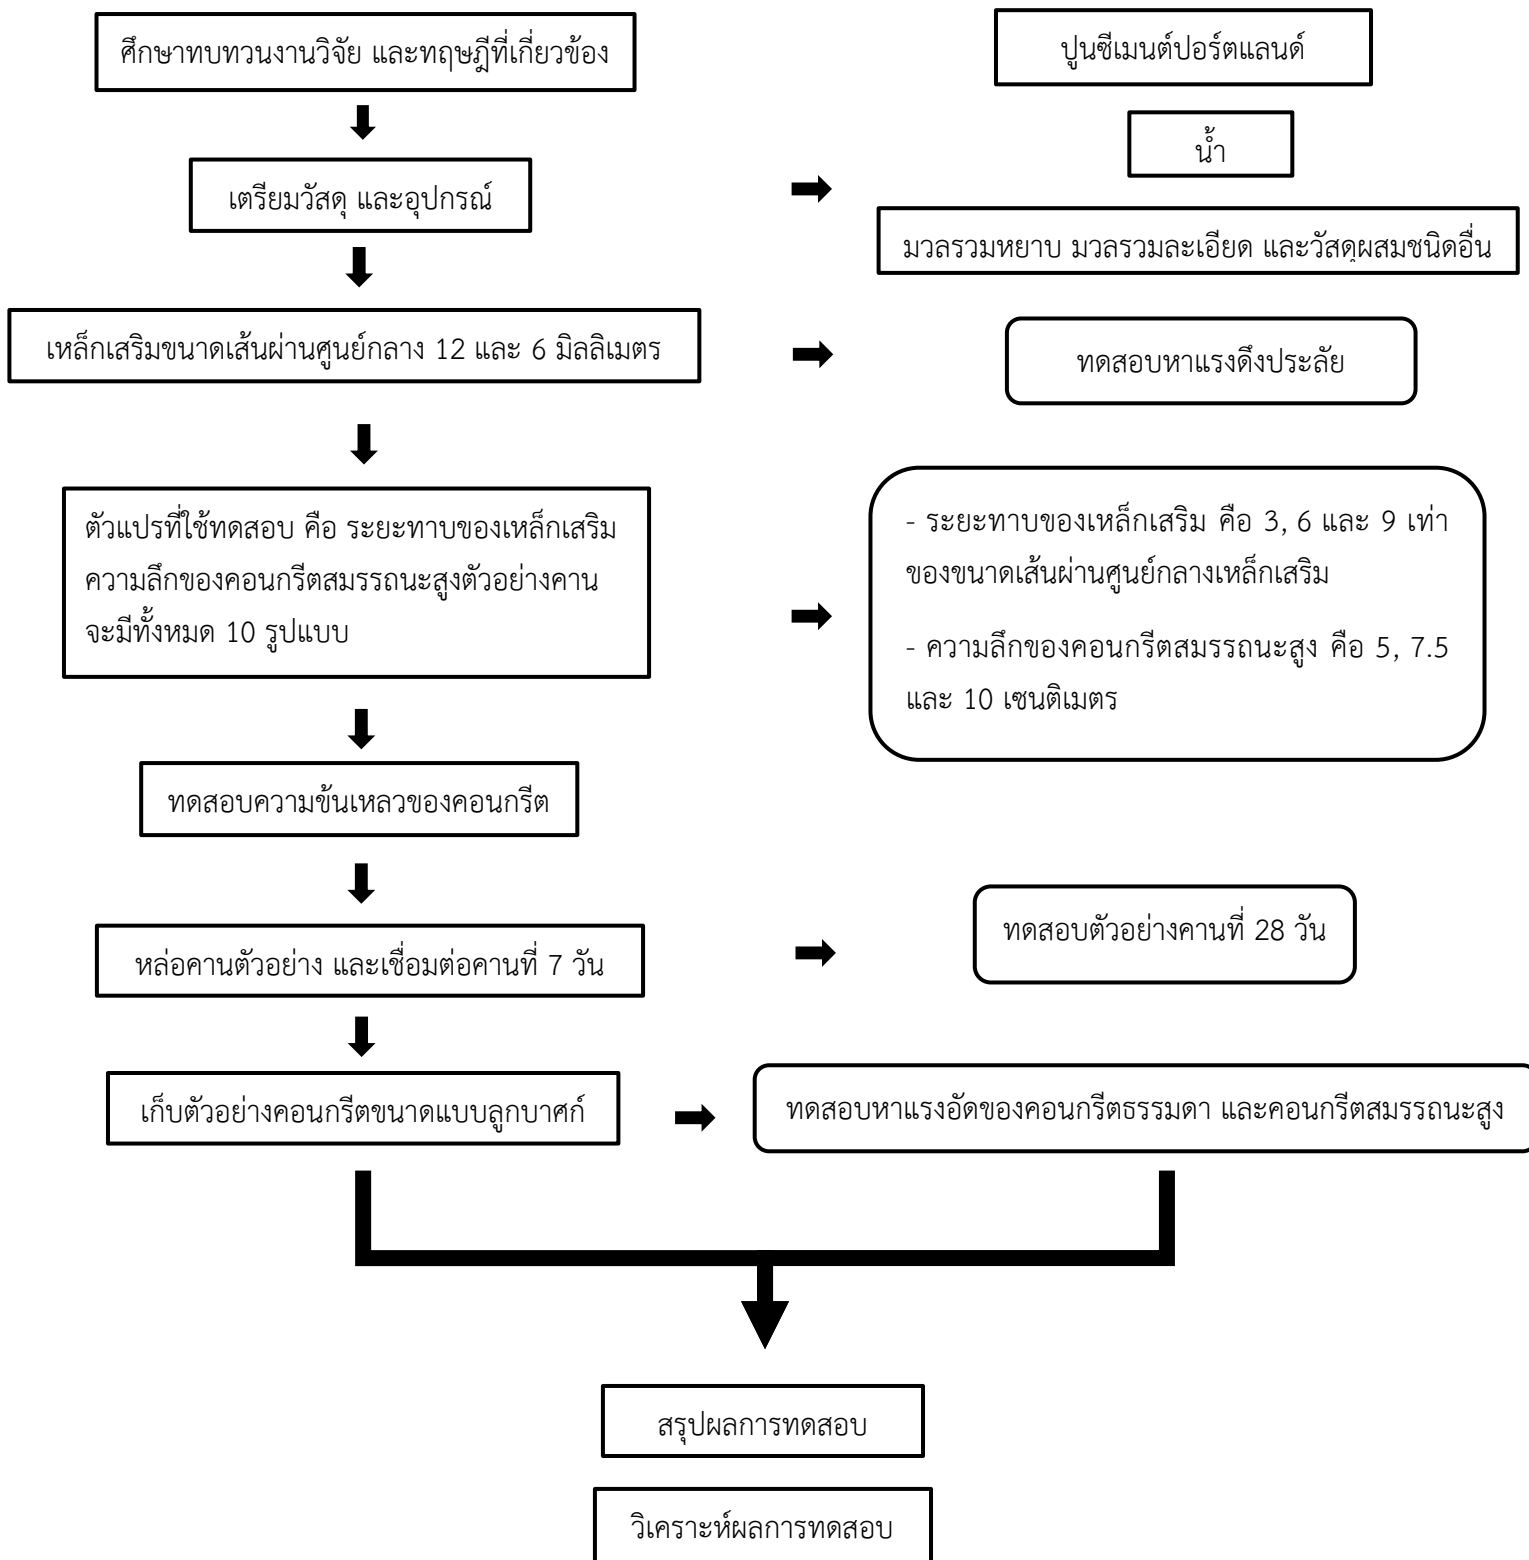 ศึกษาทบทวนงานวิจัย และทฤษฎีที่เกี่ยวข้อง
ปูนซีเมนต์ปอร์ตแลนด์
น้ำ
เตรียมวัสดุ และอุปกรณ์
มวลรวมหยาบ มวลรวมละเอียด และวัสดุผสมชนิดอื่น
เหล็กเสริมขนาดเส้นผ่านศูนย์กลาง 12 และ 6 มิลลิเมตร
ทดสอบหาแรงดึงประลัย
ตัวแปรที่ใช้ทดสอบ คือ ระยะทาบของเหล็กเสริม
ความลึกของคอนกรีตสมรรถนะสูงตัวอย่างคาน
จะมีทั้งหมด 10 รูปแบบ
- ระยะทาบของเหล็กเสริม คือ 3, 6 และ 9 เท่า
ของขนาดเส้นผ่านศูนย์กลางเหล็กเสริม
- ความลึกของคอนกรีตสมรรถนะสูง คือ 5, 7.5
และ 10 เซนติเมตร
ทดสอบความข้นเหลวของคอนกรีต
หล่อคานตัวอย่าง และเชื่อมต่อคานที่ 7 วัน
ทดสอบตัวอย่างคานที่ 28 วัน
เก็บตัวอย่างคอนกรีตขนาดแบบลูกบาศก์
ทดสอบหาแรงอัดของคอนกรีตธรรมดา และคอนกรีตสมรรถนะสูง
สรุปผลการทดสอบ
วิเคราะห์ผลการทดสอบ